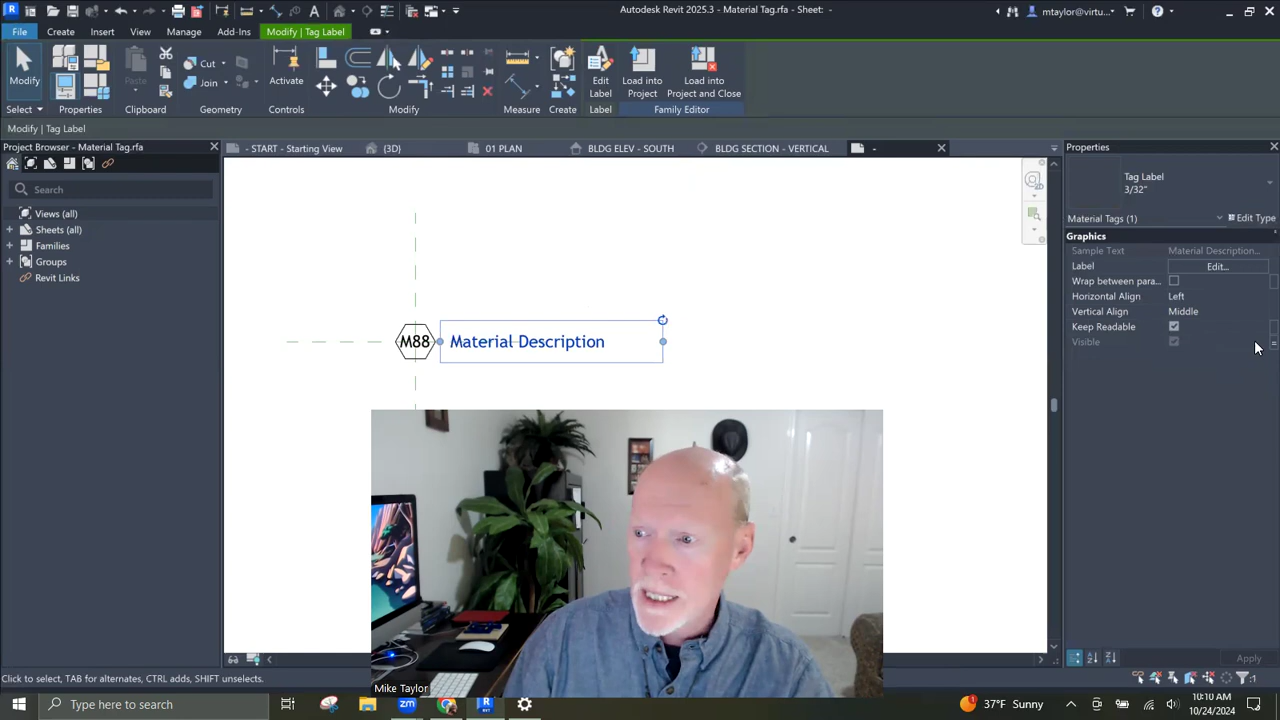 Autodesk Revit 2025.3 - Material Tag.rfa - Sheet: -
mtaylor@virtu...
File Create Insert View Manage Add-Ins Modify | Tag Label
Modify Paste Cut Join Activate Edit Label Load into Project Load into Project and Close
Select Properties Clipboard Geometry Controls Modify Measure Create Label Family Editor
Modify | Tag Label
Project Browser - Material Tag.rfa
- START - Starting View
(3D)
01 PLAN
BLDG ELEV - SOUTH
BLDG SECTION - VERTICAL
-
Properties
Search
Views (all)
Sheets (all)
Families
Groups
Revit Links
M88 Material Description
Tag Label
3/32"
Material Tags (1)
Edit Type
Graphics
Sample Text Material Description...
Label Edit...
Wrap between para...
Horizontal Align Left
Vertical Align Middle
Keep Readable
Visible
Apply
Mike Taylor
Click to select, TAB for alternates, CTRL adds, SHIFT unselects.
:1
Type here to search
37°F Sunny
10:10 AM
10/24/2024